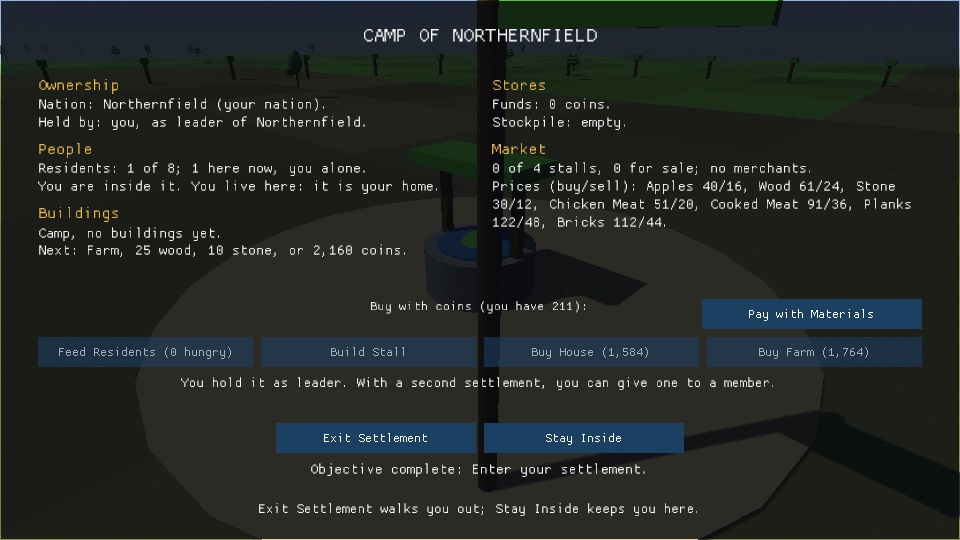 CAMP OF NORTHERNFIELD
Ownership
Nation: Northernfield (your nation).
Held by: you, as leader of Northernfield.
People
Residents: 1 of 8; 1 here now, you alone.
You are inside it. You live here: it is your home.
Buildings
Camp, no buildings yet.
Next: Farm, 25 wood, 10 stone, or 2,160 coins.
Stores
Funds: 0 coins.
Stockpile: empty.
Market
0 of 4 stalls, 0 for sale; no merchants.
Prices (buy/sell): Apples 40/16, Wood 61/24, Stone
30/12, Chicken Meat 51/20, Cooked Meat 91/36, Planks
122/48, Bricks 112/44.
Buy with coins (you have 211):
Pay with Materials
Feed Residents (0 hungry)
Build Stall
Buy House (1,584)
Buy Farm (1,764)
You hold it as leader. With a second settlement, you can give one to a member.
Exit Settlement
Stay Inside
Objective complete: Enter your settlement.
Exit Settlement walks you out; Stay Inside keeps you here.